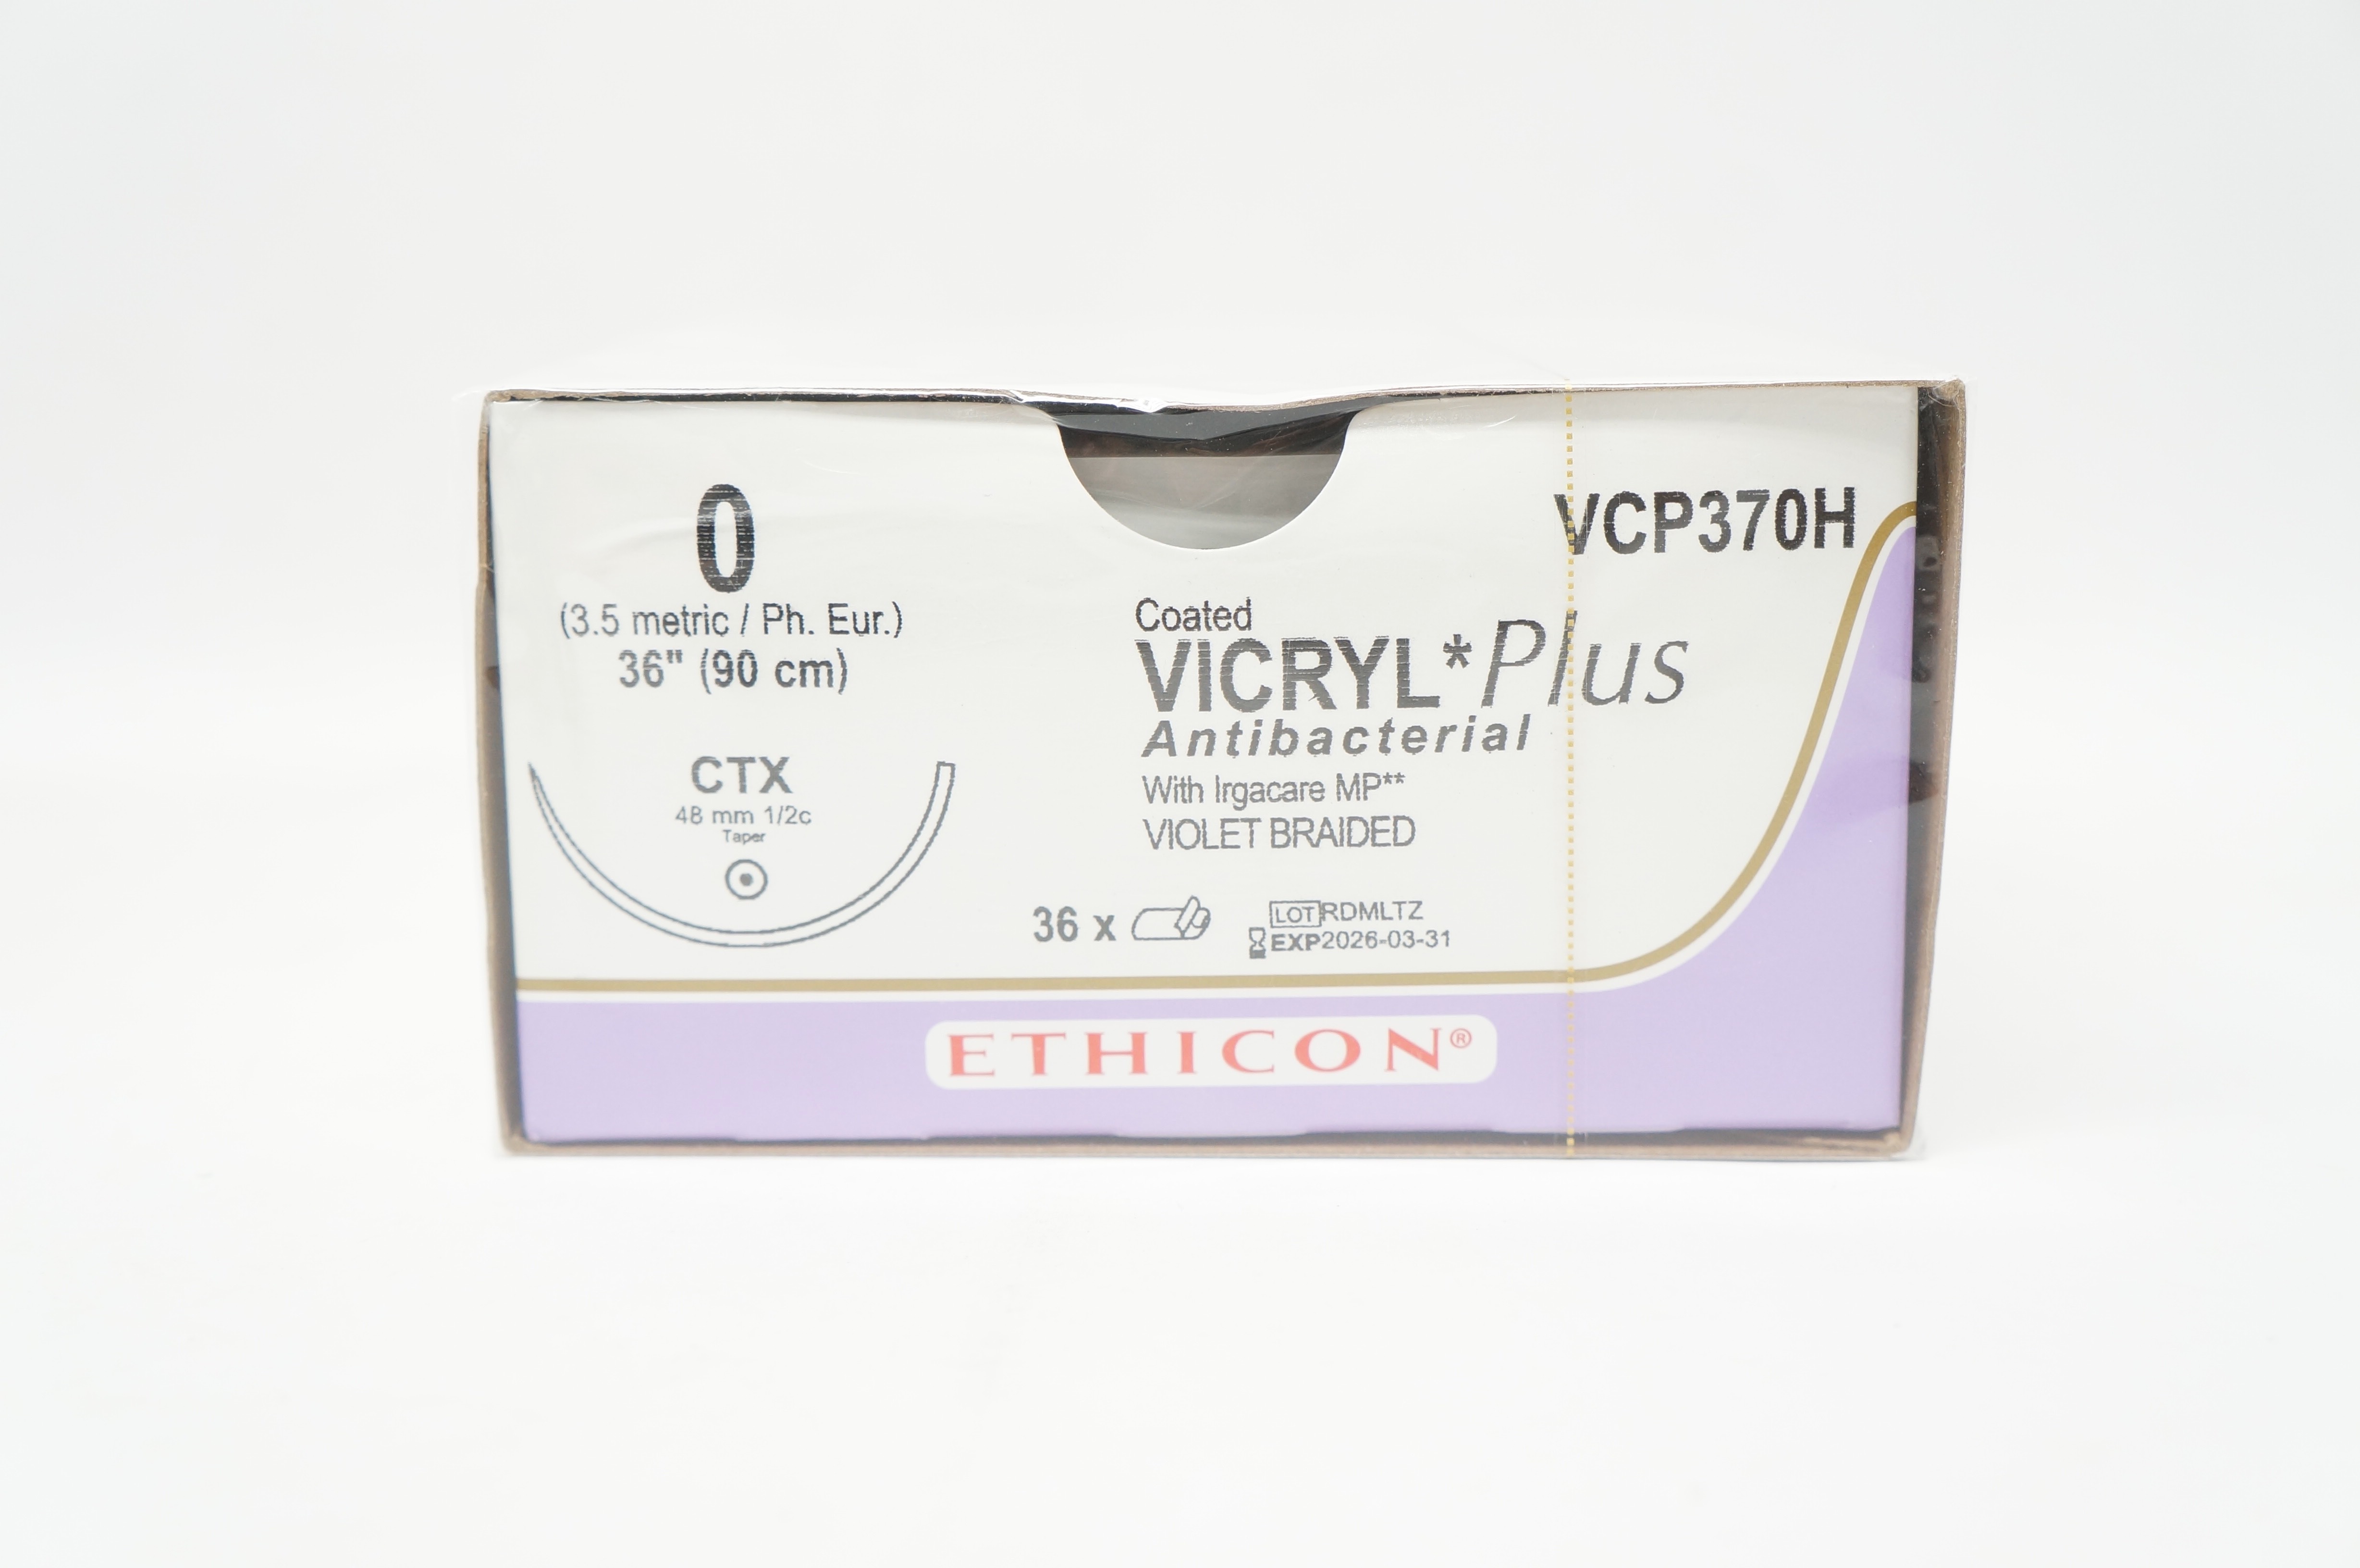 0
(3.5 metric / Ph. Eur.)
36" (90 cm)
CTX
48 mm 1/2c
Taper
VCP370H
Coated
VICRYL*Plus
Antibacterial
With Irgacare MP**
VIOLET BRAIDED
36 x
LOT RDMLTZ
EXP 2026-03-31
ETHICON®